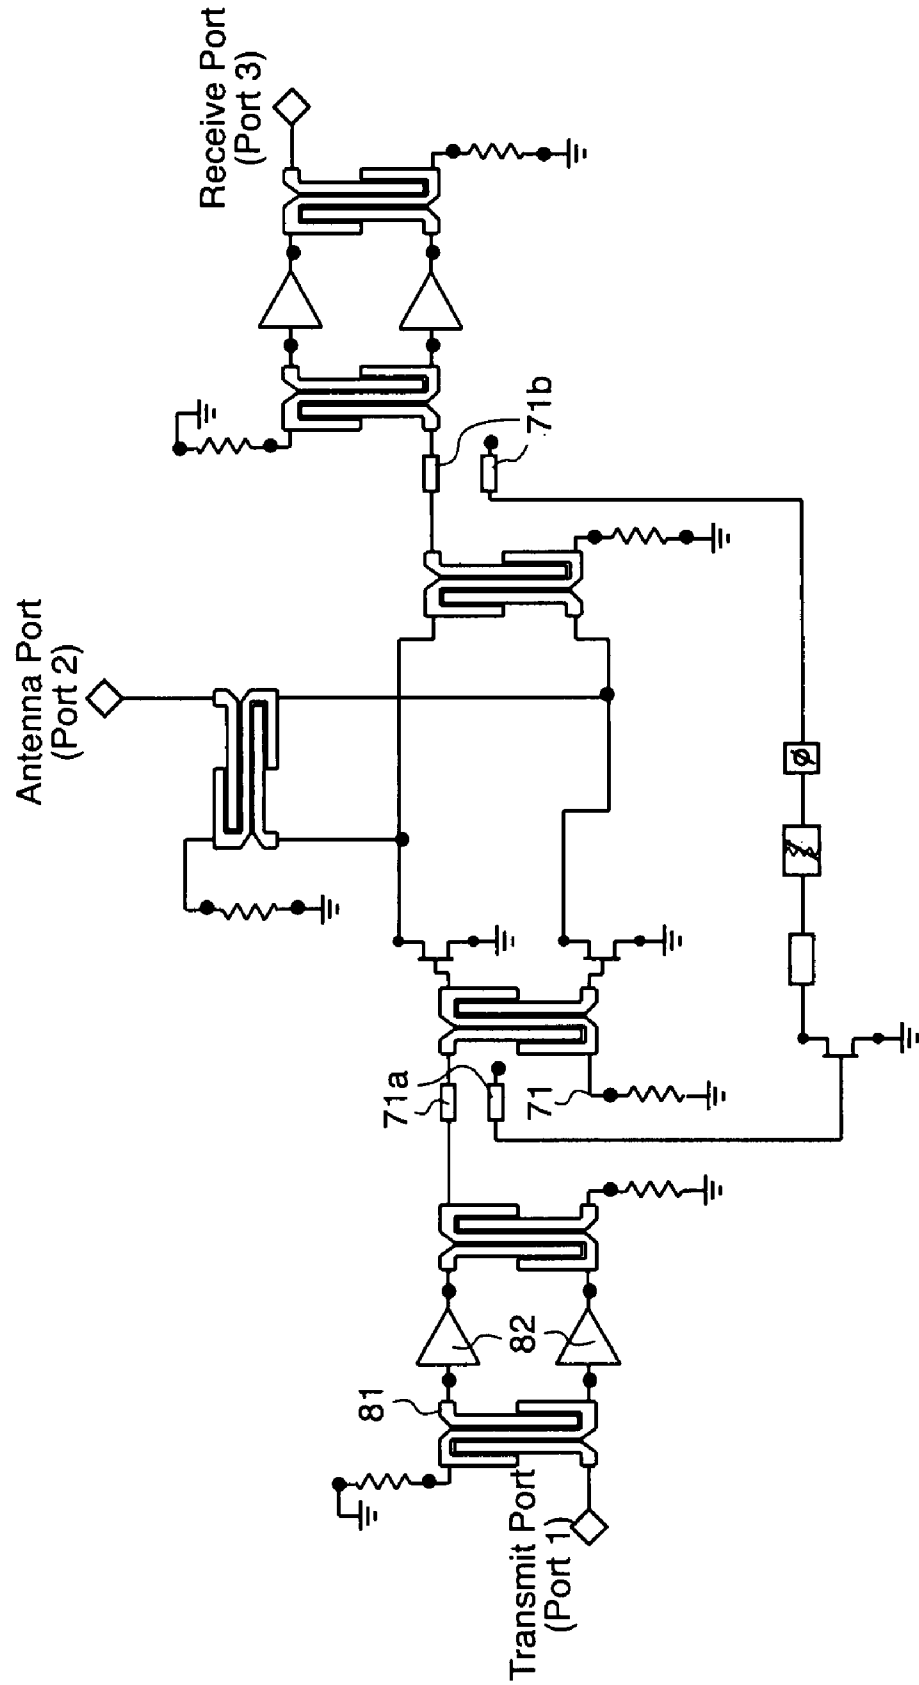 Receive Port
(Port 3)
Antenna Port
(Port 2)
71b
71a
71
82
81
Transmit Port
(Port 1)
ø